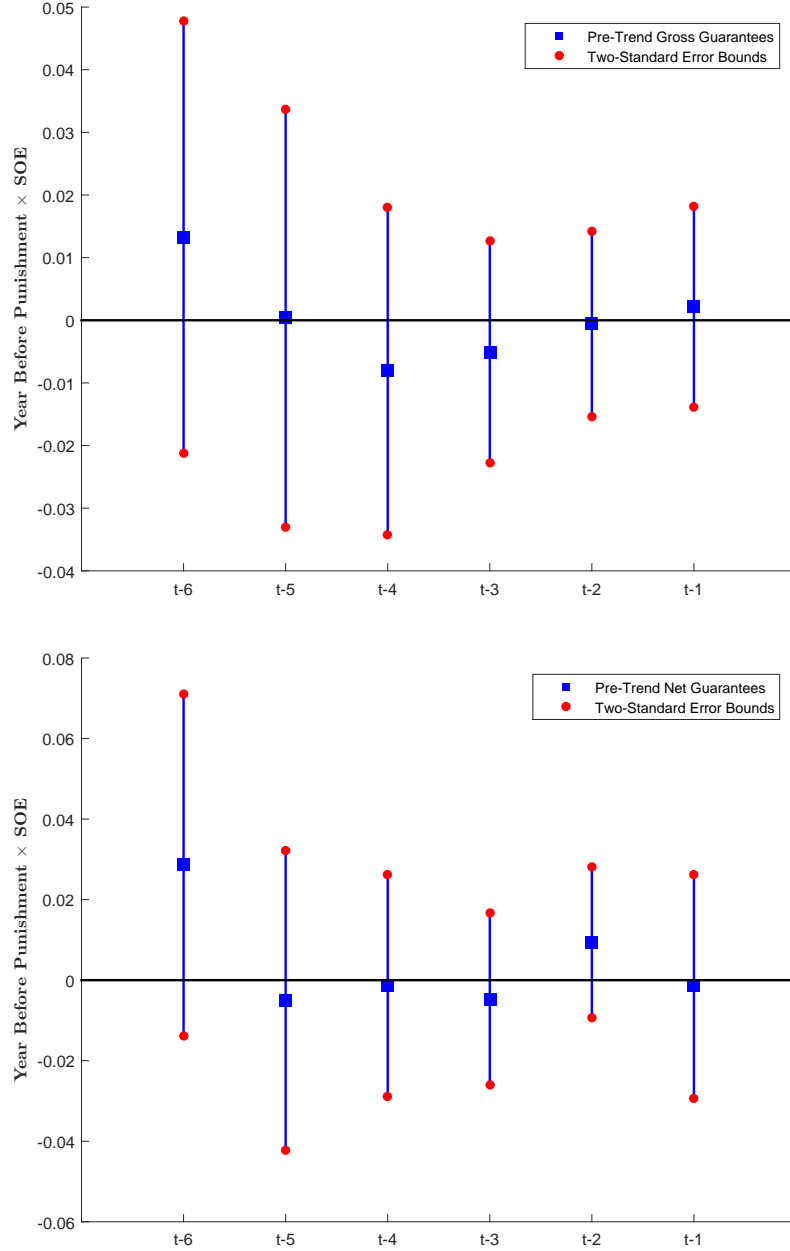 0.05
Pre-Trend Gross Guarantees
Two-Standard Error Bounds
0.04
0.03
0.02
0.01
0
-0.01
-0.02
-0.03
-0.04
Year Before Punishment × SOE
t-6 t-5 t-4 t-3 t-2 t-1
0.08
Pre-Trend Net Guarantees
Two-Standard Error Bounds
0.06
0.04
0.02
0
-0.02
-0.04
-0.06
Year Before Punishment × SOE
t-6 t-5 t-4 t-3 t-2 t-1